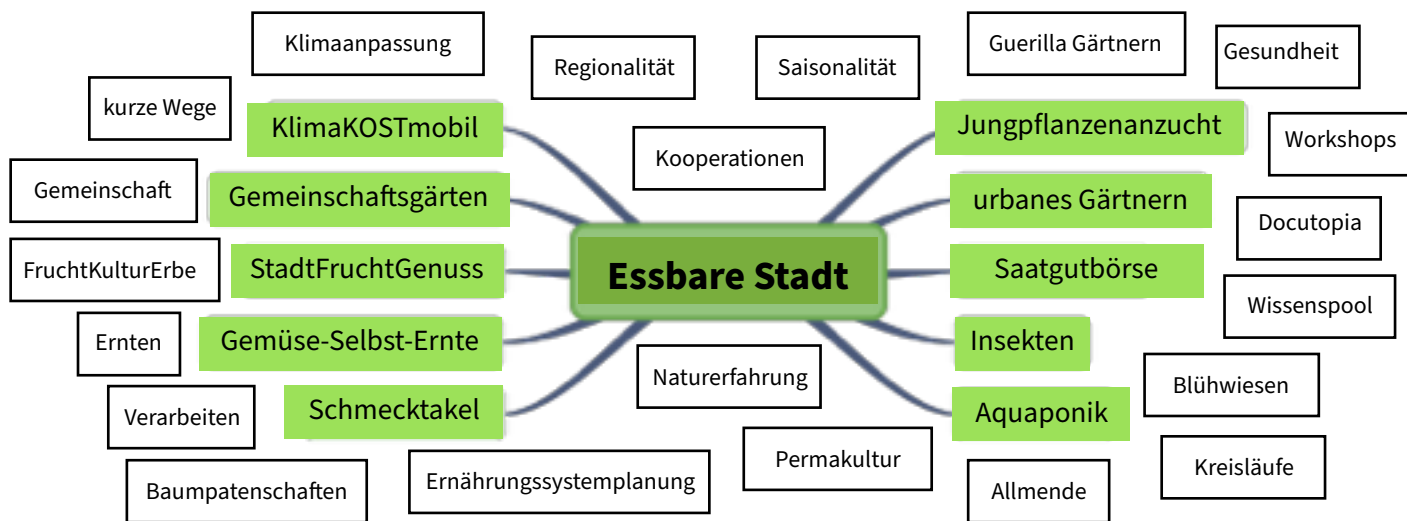 Klimaanpassung
Regionalität
Saisonalität
Guerilla Gärtnern
Gesundheit
kurze Wege
KlimaKOSTmobil
Jungpflanzenanzucht
Workshops
Kooperationen
Gemeinschaft
Gemeinschaftsgärten
urbanes Gärtnern
Docutopia
FruchtKulturErbe
StadtFruchtGenuss
Essbare Stadt
Saatgutbörse
Wissenspool
Ernten
Gemüse-Selbst-Ernte
Insekten
Naturerfahrung
Blühwiesen
Verarbeiten
Schmecktakel
Aquaponik
Baumpatenschaften
Ernährungssystemplanung
Permakultur
Allmende
Kreisläufe